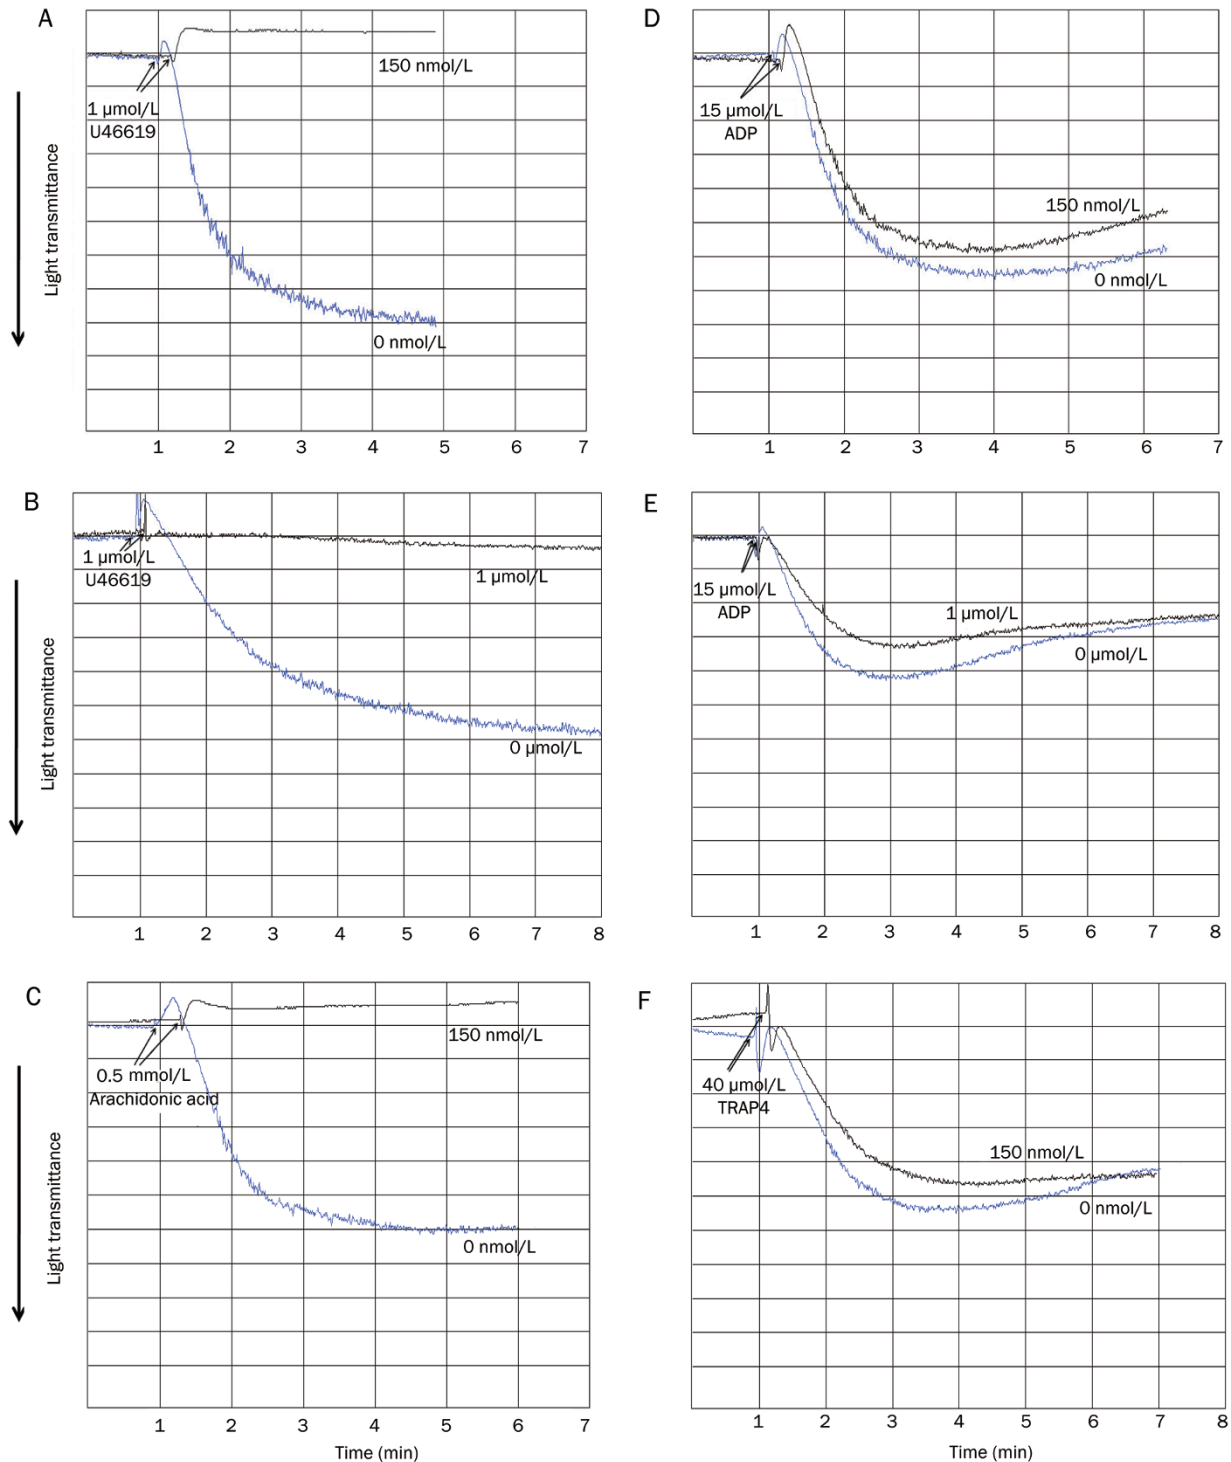 A
150 nmol/L
1 µmol/L
U46619
Light transmittance
0 nmol/L
1 2 3 4 5 6 7
D
15 µmol/L
ADP
150 nmol/L
0 nmol/L
1 2 3 4 5 6 7
B
1 µmol/L
U46619
1 µmol/L
Light transmittance
0 µmol/L
1 2 3 4 5 6 7 8
E
15 µmol/L
ADP
1 µmol/L
0 µmol/L
1 2 3 4 5 6 7 8
C
150 nmol/L
0.5 mmol/L
Arachidonic acid
Light transmittance
0 nmol/L
1 2 3 4 5 6 7
Time (min)
F
40 µmol/L
TRAP4
150 nmol/L
0 nmol/L
1 2 3 4 5 6 7 8
Time (min)